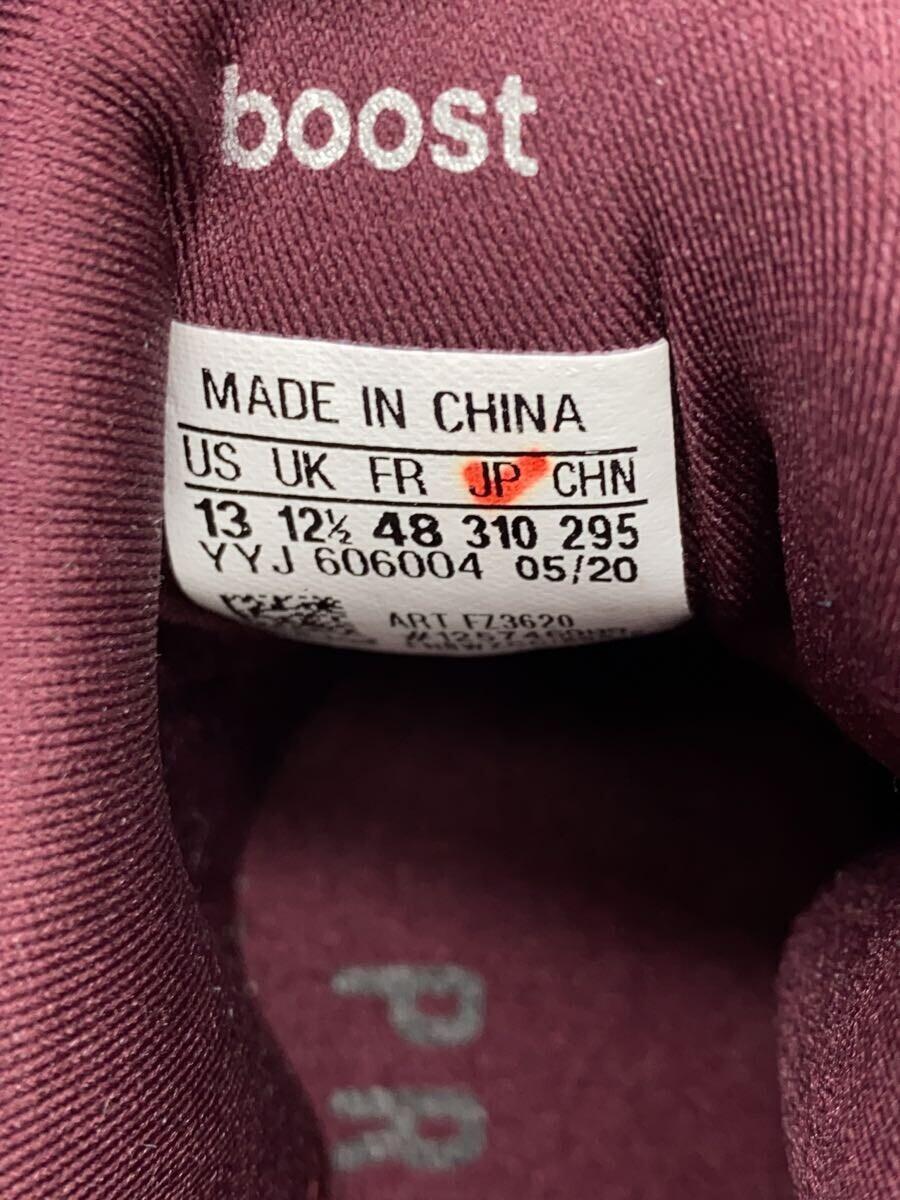 boost
MADE IN CHINA
US UK FR JP CHN
13 12½ 48 310 295
YYJ 606004 05/20
ART FZ3620
P
R